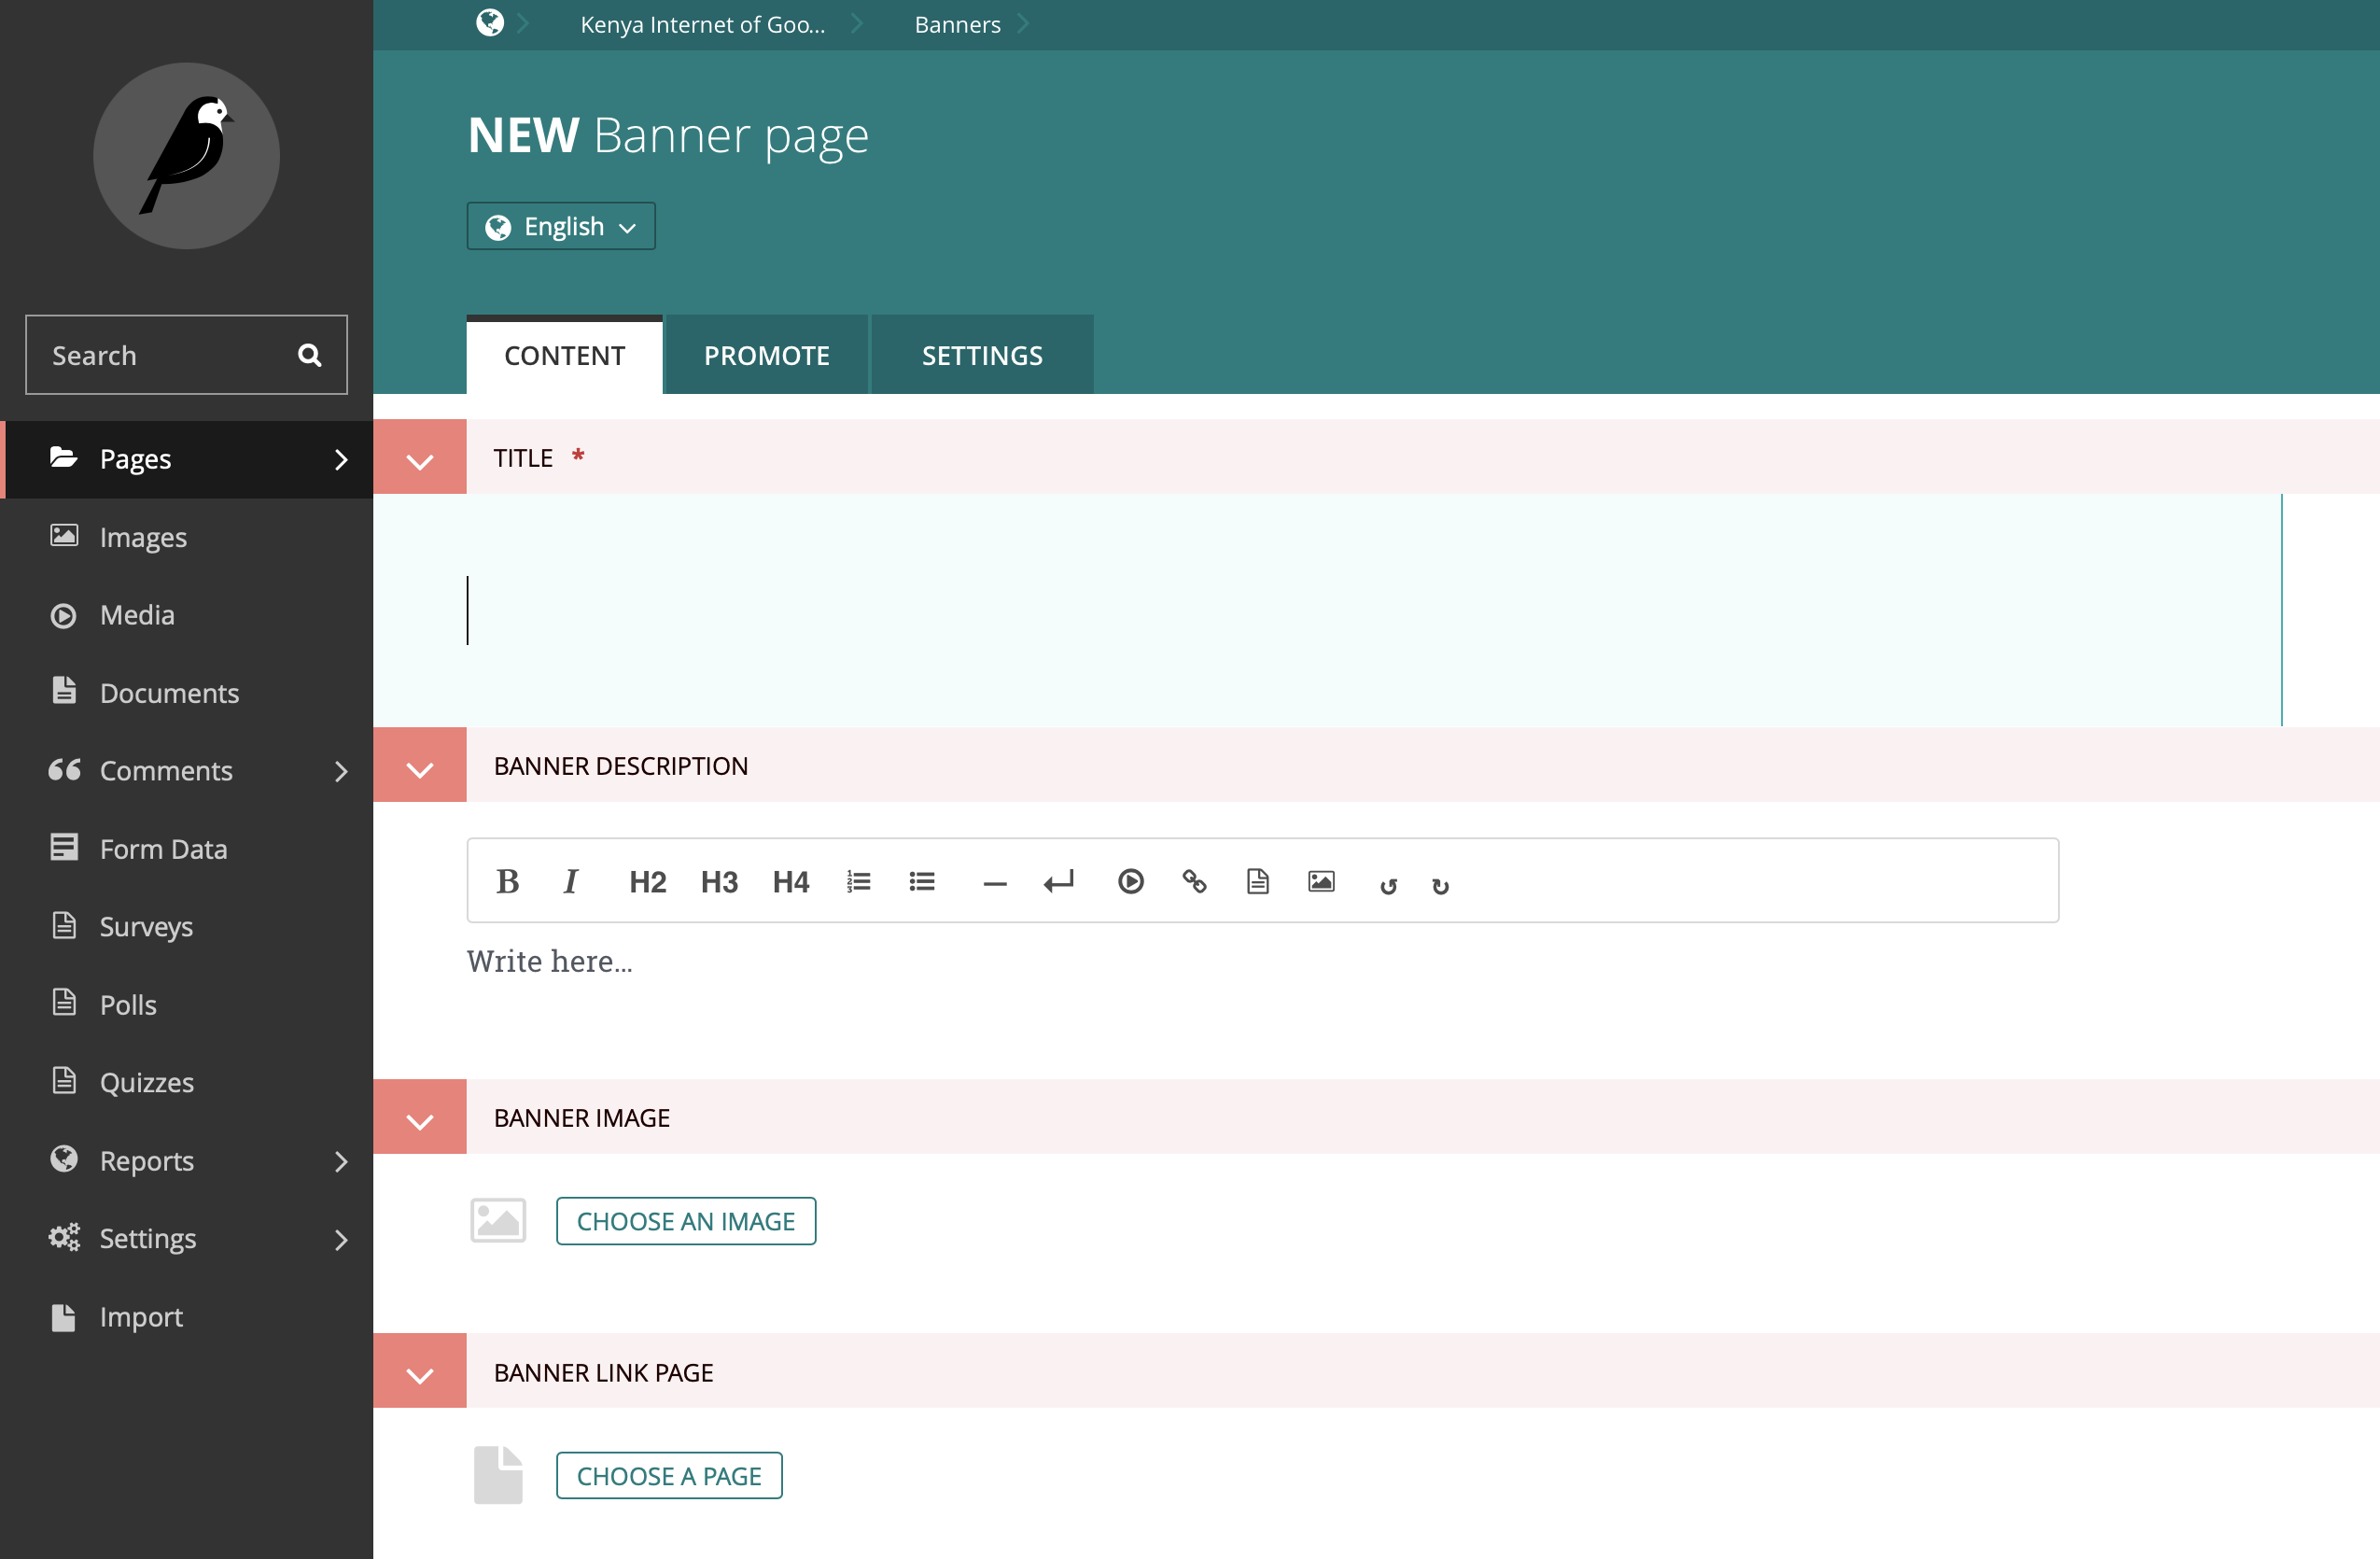 Kenya Internet of Goo... Banners
NEW Banner page
English
Search
CONTENT PROMOTE SETTINGS
Pages
Images
Media
Documents
Comments
Form Data
Surveys
Polls
Quizzes
Reports
Settings
Import
TITLE *
BANNER DESCRIPTION
B I H2 H3 H4
Write here...
BANNER IMAGE
CHOOSE AN IMAGE
BANNER LINK PAGE
CHOOSE A PAGE